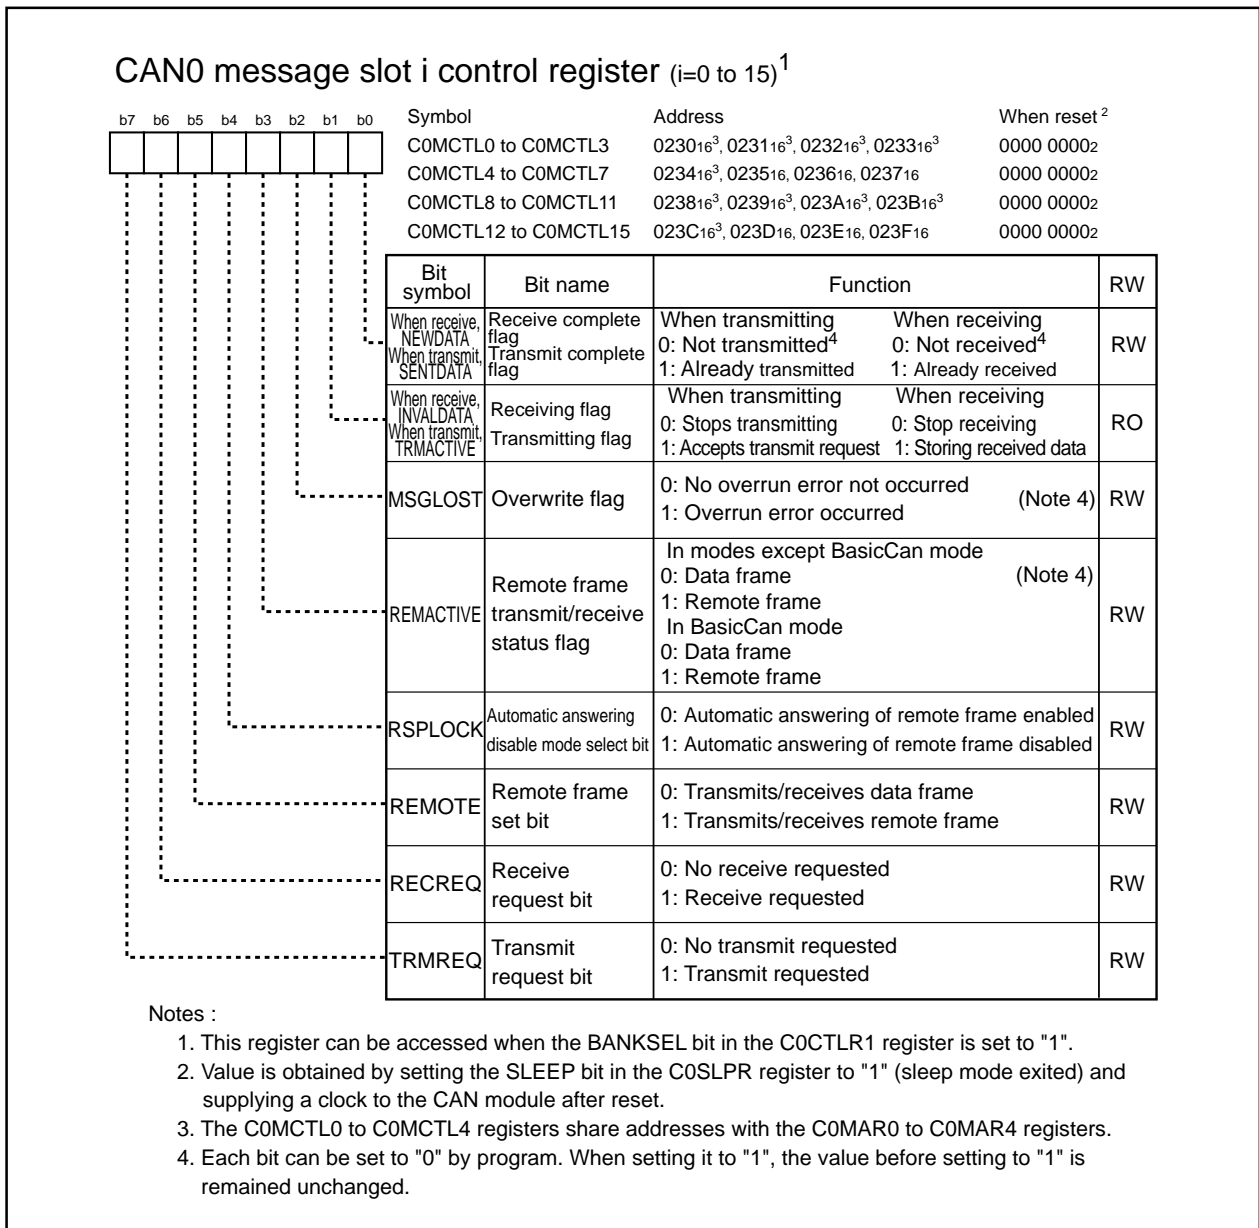 CAN0 message slot i control register (i=0 to 15)1
b7 b6 b5 b4 b3 b2 b1 b0
Symbol Address When reset 2
C0MCTL0 to C0MCTL3 0230163, 0231163, 0232163, 0233163 0000 00002
C0MCTL4 to C0MCTL7 0234163, 023516, 023616, 023716 0000 00002
C0MCTL8 to C0MCTL11 0238163, 0239163, 023A163, 023B163 0000 00002
C0MCTL12 to C0MCTL15 023C163, 023D16, 023E16, 023F16 0000 00002
Bit symbol Bit name Function RW
When receive, Receive complete When transmitting When receiving
NEWDATA flag 0: Not transmitted4 0: Not received4 RW
When transmit, Transmit complete 1: Already transmitted 1: Already received
SENTDATA flag
When receive, When transmitting When receiving
INVALDATA Receiving flag 0: Stops transmitting 0: Stop receiving RO
When transmit, Transmitting flag 1: Accepts transmit request 1: Storing received data
TRMACTIVE
MSGLOST Overwrite flag 0: No overrun error not occurred (Note 4) RW
1: Overrun error occurred
In modes except BasicCan mode
0: Data frame (Note 4)
Remote frame 1: Remote frame
REMACTIVE transmit/receive In BasicCan mode RW
status flag 0: Data frame
1: Remote frame
RSPLOCK Automatic answering 0: Automatic answering of remote frame enabled RW
disable mode select bit 1: Automatic answering of remote frame disabled
REMOTE Remote frame 0: Transmits/receives data frame RW
set bit 1: Transmits/receives remote frame
RECREQ Receive 0: No receive requested RW
request bit 1: Receive requested
TRMREQ Transmit 0: No transmit requested RW
request bit 1: Transmit requested
Notes :
1. This register can be accessed when the BANKSEL bit in the C0CTLR1 register is set to "1".
2. Value is obtained by setting the SLEEP bit in the C0SLPR register to "1" (sleep mode exited) and
supplying a clock to the CAN module after reset.
3. The C0MCTL0 to C0MCTL4 registers share addresses with the C0MAR0 to C0MAR4 registers.
4. Each bit can be set to "0" by program. When setting it to "1", the value before setting to "1" is
remained unchanged.